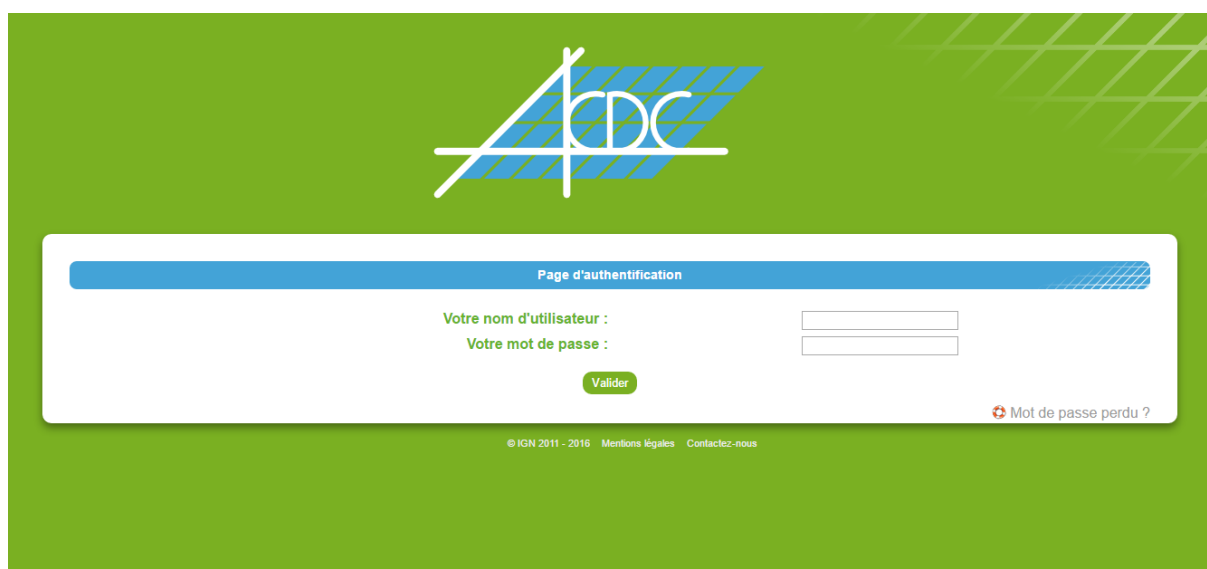 CDC
Page d'authentification
Votre nom d'utilisateur :
Votre mot de passe :
Valider
Mot de passe perdu ?
© IGN 2011 - 2016 Mentions légales Contactez-nous